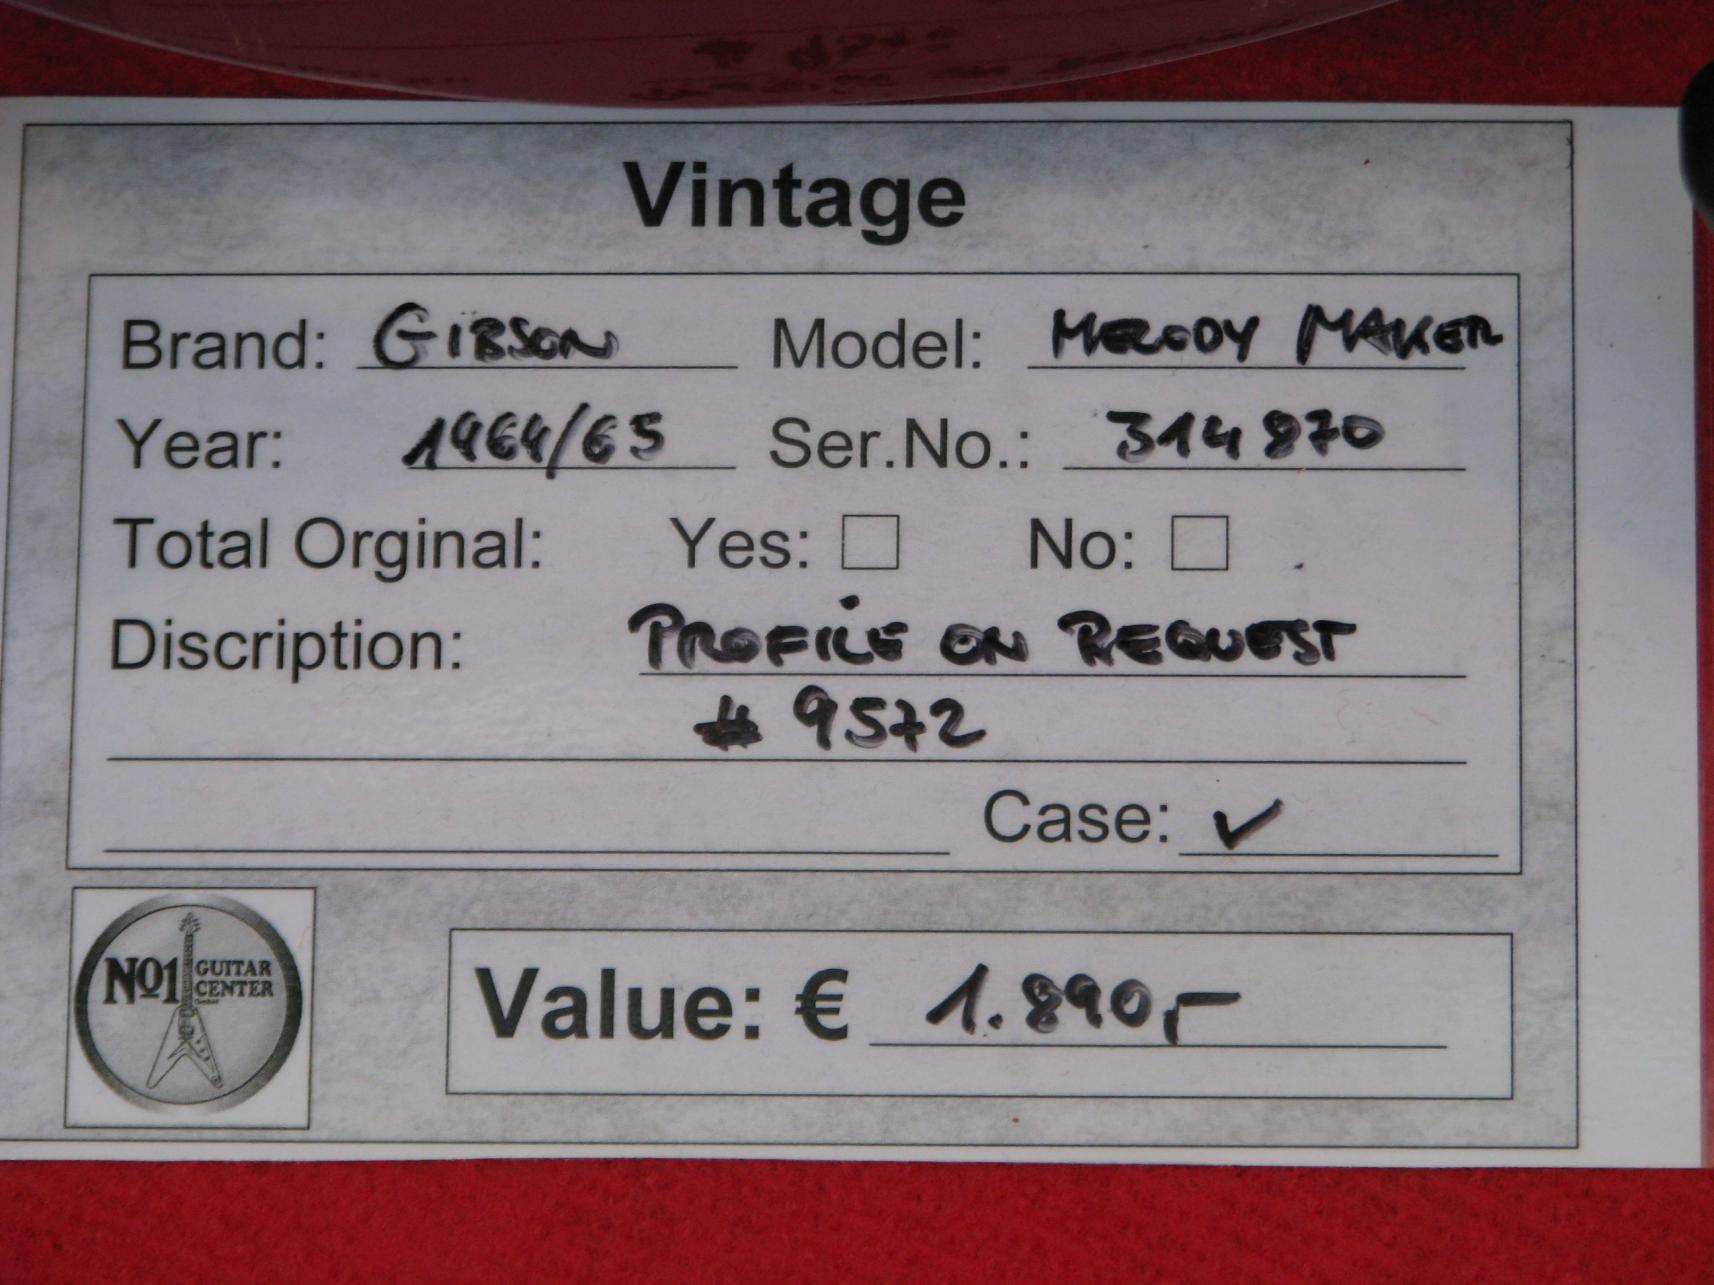 Vintage
Brand: GIBSON Model: MELODY MAKER
Year: 1964/65 Ser.No.: 314870
Total Orginal: Yes: No:
Discription: PROFILE ON REQUEST
# 9572
Case: ✓
NO1 GUITAR
CENTER
Value: € 1.890,-